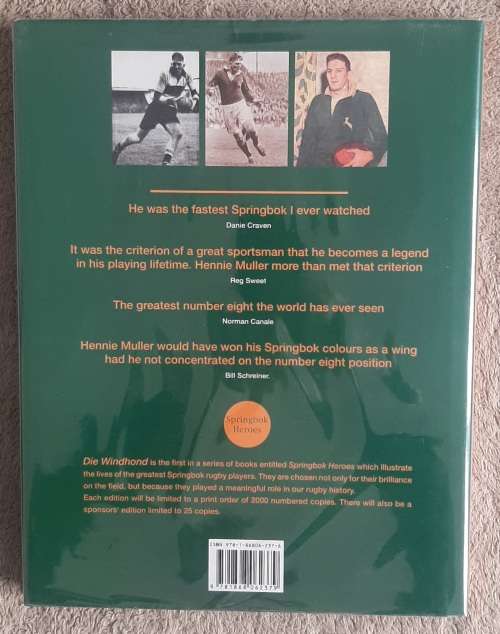 He was the fastest Springbok I ever watched
Danie Craven
It was the criterion of a great sportsman that he becomes a legend
in his playing lifetime. Hennie Muller more than met that criterion
Reg Sweet
The greatest number eight the world has ever seen
Norman Canale
Hennie Muller would have won his Springbok colours as a wing
had he not concentrated on the number eight position
Bill Schreiner.
Springbok
Heroes
Die Windhond is the first in a series of books entitled Springbok Heroes which illustrate
the lives of the greatest Springbok rugby players. They are chosen not only for their brilliance
on the field, but because they played a meaningful role in our rugby history.
Each edition will be limited to a print order of 2000 numbered copies. There will also be a
sponsors' edition limited to 25 copies.